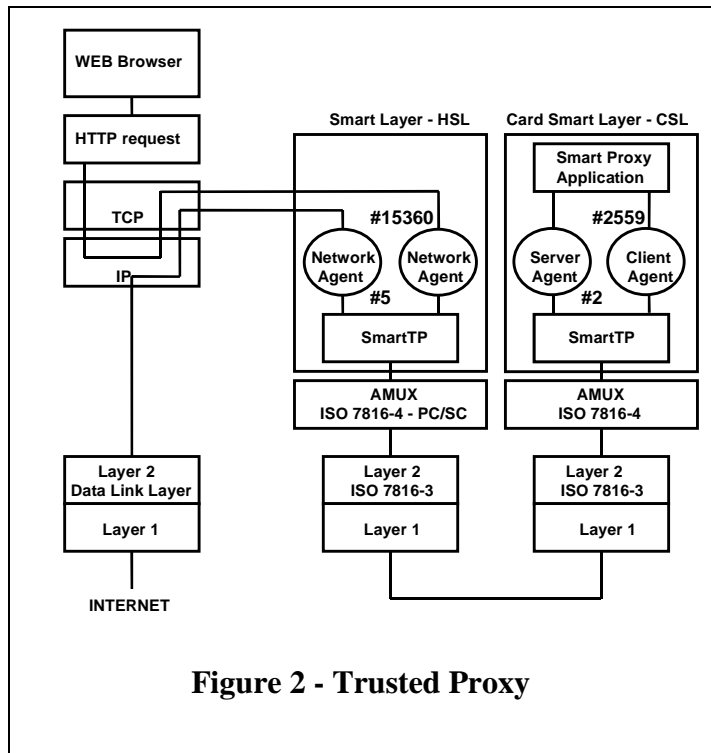 WEB Browser
HTTP request
TCP
IP
Layer 2
Data Link Layer
Layer 1
INTERNET
Smart Layer - HSL
#15360
Network
Agent
Network
Agent
#5
SmartTP
AMUX
ISO 7816-4 - PC/SC
Layer 2
ISO 7816-3
Layer 1
Card Smart Layer - CSL
Smart Proxy
Application
#2559
Server
Agent
Client
Agent
#2
SmartTP
AMUX
ISO 7816-4
Layer 2
ISO 7816-3
Layer 1
Figure 2 - Trusted Proxy